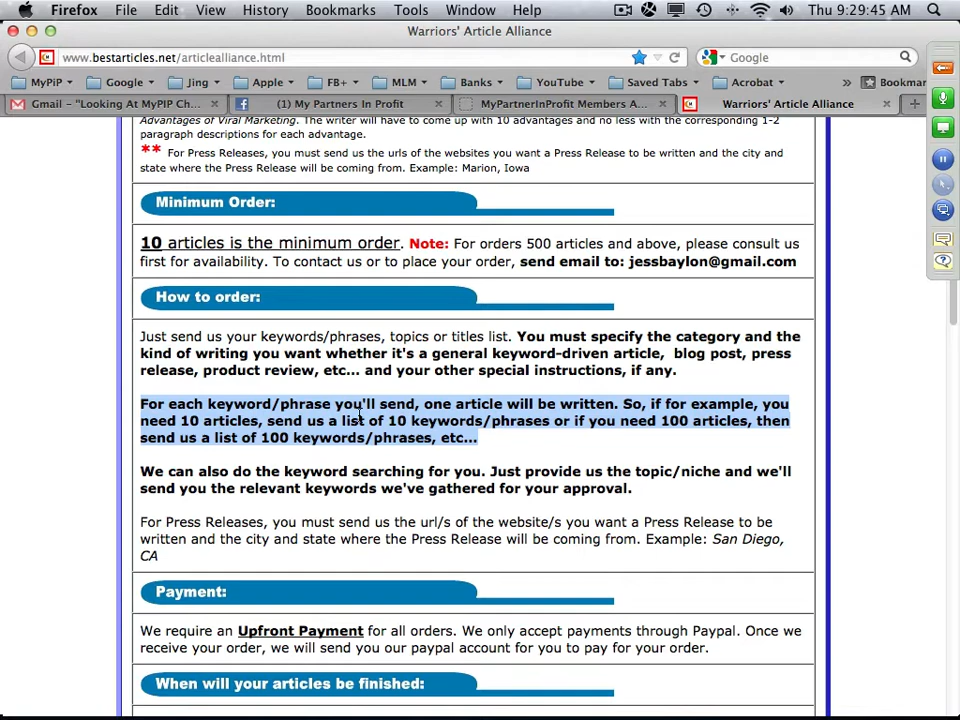 Firefox File Edit View History Bookmarks Tools Window Help Thu 9:29:45 AM
Warriors' Article Alliance
www.bestarticles.net/articlealliance.html Google
MyPiP Google Jing Apple FB+ MLM Banks YouTube Saved Tabs Acrobat » Bookmar
Gmail – "Looking At MyPIP Ch... (1) My Partners In Profit MyPartnerInProfit Members A... Warriors' Article Alliance
Advantages of Viral Marketing. The writer will have to come up with 10 advantages and no less with the corresponding 1-2
paragraph descriptions for each advantage.
** For Press Releases, you must send us the urls of the websites you want a Press Release to be written and the city and
state where the Press Release will be coming from. Example: Marion, Iowa
Minimum Order:
10 articles is the minimum order. Note: For orders 500 articles and above, please consult us
first for availability. To contact us or to place your order, send email to: jessbaylon@gmail.com
How to order:
Just send us your keywords/phrases, topics or titles list. You must specify the category and the
kind of writing you want whether it's a general keyword-driven article, blog post, press
release, product review, etc... and your other special instructions, if any.
For each keyword/phrase you'll send, one article will be written. So, if for example, you
need 10 articles, send us a list of 10 keywords/phrases or if you need 100 articles, then
send us a list of 100 keywords/phrases, etc...
We can also do the keyword searching for you. Just provide us the topic/niche and we'll
send you the relevant keywords we've gathered for your approval.
For Press Releases, you must send us the url/s of the website/s you want a Press Release to be
written and the city and state where the Press Release will be coming from. Example: San Diego,
CA
Payment:
We require an Upfront Payment for all orders. We only accept payments through Paypal. Once we
receive your order, we will send you our paypal account for you to pay for your order.
When will your articles be finished: